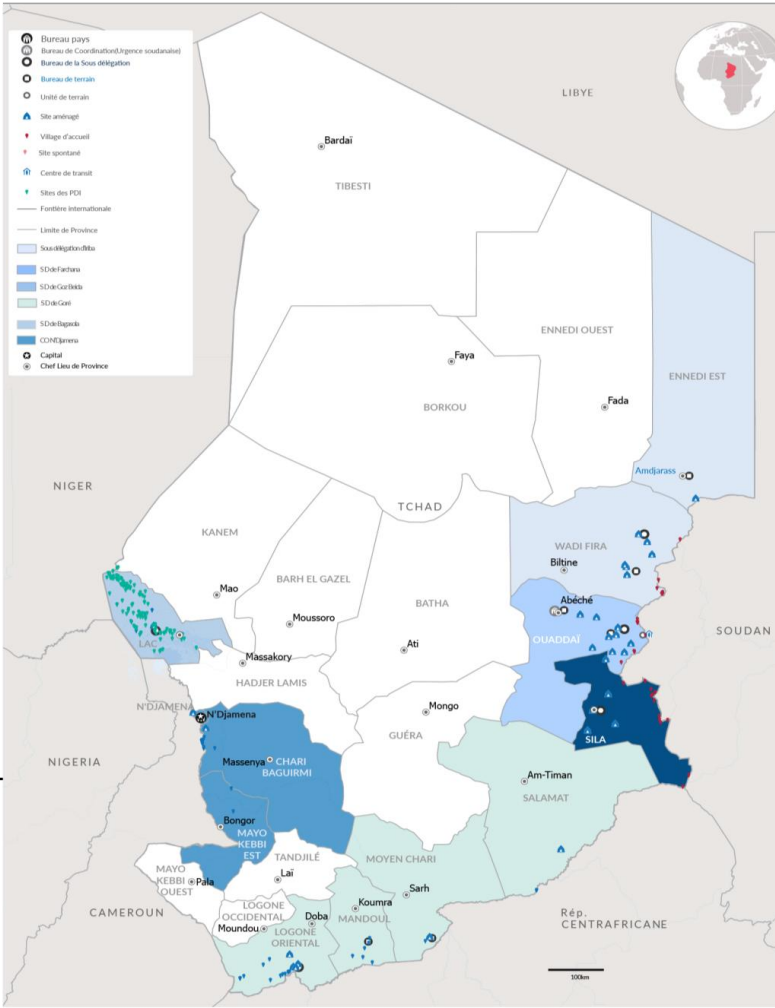 Bureau pays
Bureau de Coordination(Urgence soudanaise)
Bureau de la Sous délégation
Bureau de terrain
Unité de terrain
Site aménagé
Village d'accueil
Site spontané
Centre de transit
Sites des PDI
Fontière internationale
Limite de Province
Sous délégation d'Iriba
SD de Farchana
SD de Goz Beida
SD de Goré
SD de Bagasola
CO N'Djamena
Capital
Chef Lieu de Province
LIBYE
Bardaï
TIBESTI
ENNEDI OUEST
Faya
ENNEDI EST
BORKOU
Fada
Amdjarass
NIGER
TCHAD
KANEM
WADI FIRA
Biltine
BARH EL GAZEL
Mao
BATHA
Abéché
Moussoro
SOUDAN
OUADDAÏ
LAC
Ati
Massakory
HADJER LAMIS
N'DJAMENA
N'Djamena
Mongo
GUÉRA
SILA
NIGERIA
Massenya
CHARI
BAGUIRMI
Am-Timan
SALAMAT
Bongor
MAYO
KEBBI
EST
TANDJILÉ
MOYEN CHARI
MAYO
KEBBI
OUEST
Pala
Laï
Sarh
CAMEROUN
LOGONE
OCCIDENTAL
Koumra
MANDOUL
Doba
Moundou
LOGONE
ORIENTAL
Rép.
CENTRAFRICANE
100km